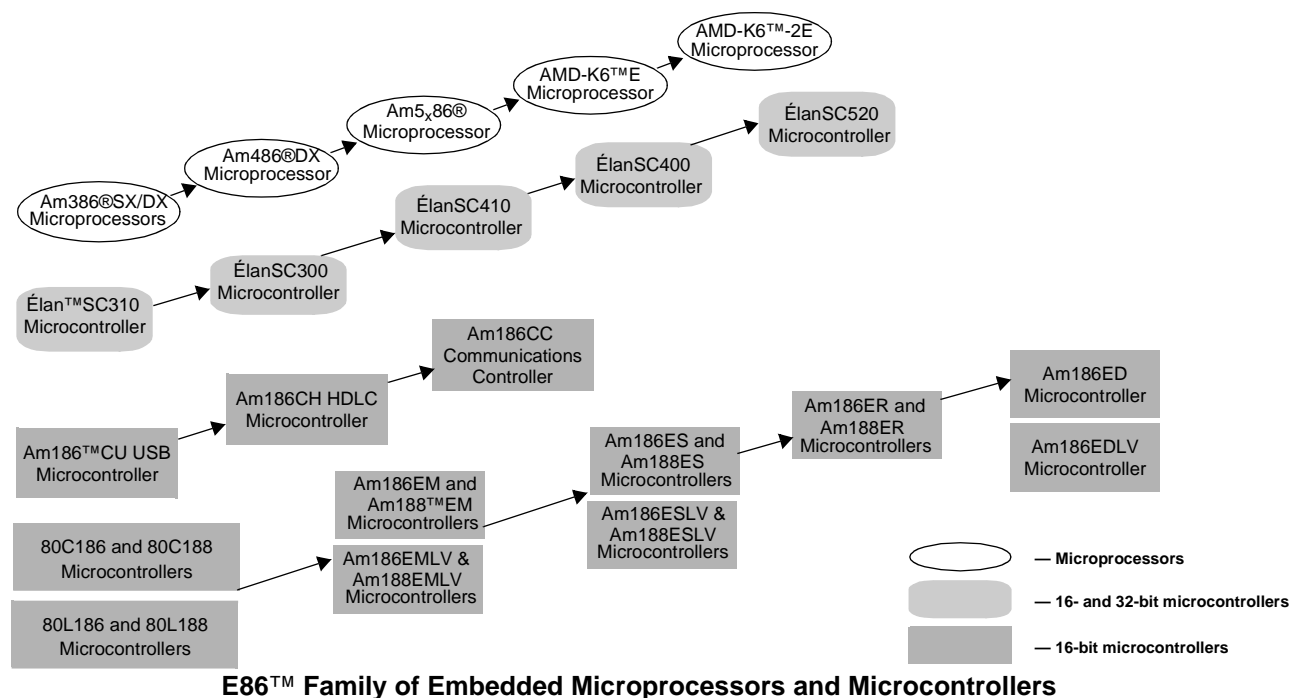 AMD-K6™-2E
Microprocessor
AMD-K6™E
Microprocessor
Am5x86®
Microprocessor
Am486®DX
Microprocessor
Am386®SX/DX
Microprocessors
ÉlanSC520
Microcontroller
ÉlanSC400
Microcontroller
ÉlanSC410
Microcontroller
ÉlanSC300
Microcontroller
Élan™SC310
Microcontroller
Am186CC
Communications
Controller
Am186CH HDLC
Microcontroller
Am186™CU USB
Microcontroller
Am186ED
Microcontroller
Am186EDLV
Microcontroller
Am186ER and
Am188ER
Microcontrollers
Am186ES and
Am188ES
Microcontrollers
Am186ESLV &
Am188ESLV
Microcontrollers
Am186EM and
Am188™EM
Microcontrollers
Am186EMLV &
Am188EMLV
Microcontrollers
80C186 and 80C188
Microcontrollers
80L186 and 80L188
Microcontrollers
— Microprocessors
— 16- and 32-bit microcontrollers
— 16-bit microcontrollers
E86™ Family of Embedded Microprocessors and Microcontrollers